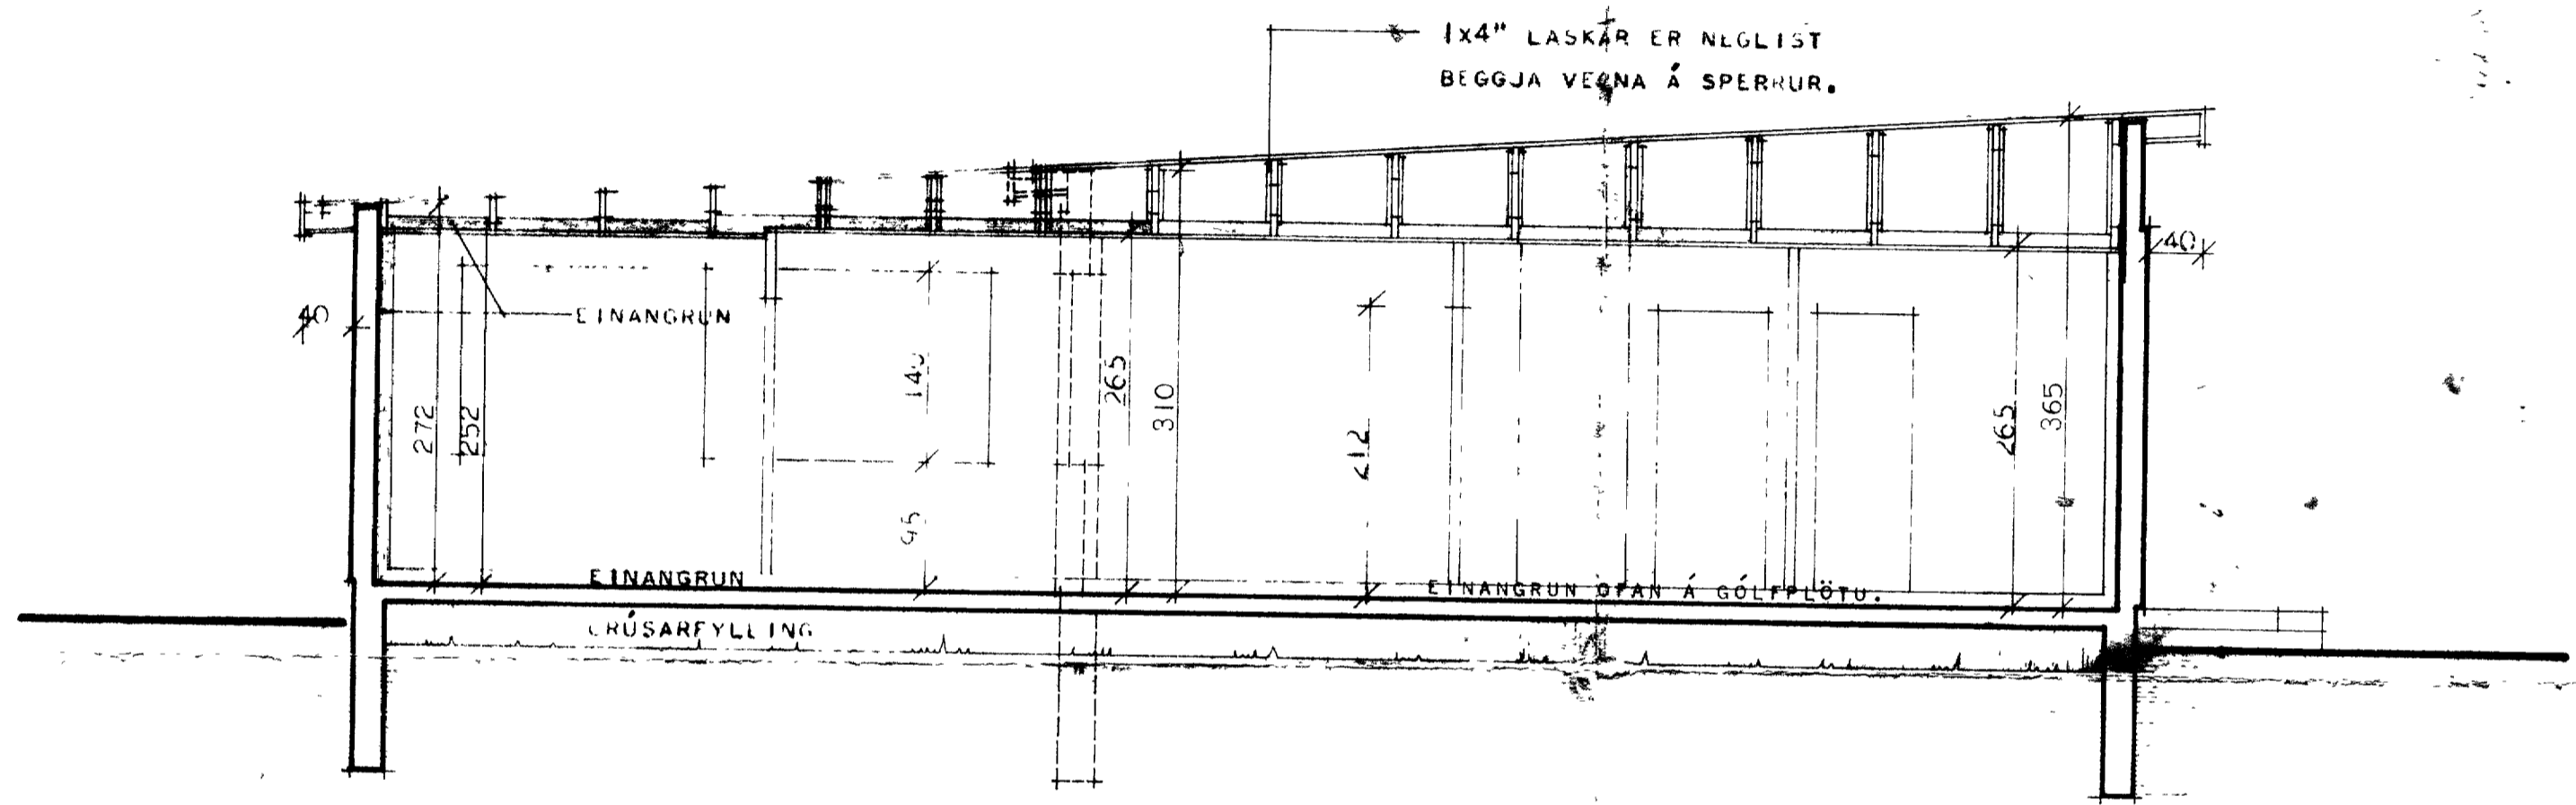 1x4" LASKAR ER NEGLIST
BEGGJA VEGNA Á SPERRUR.
40
40
EINANGRUN
272
252
140
265
310
212
265
365
95
EINANGRUN
EINANGRUN OFAN Á GÓLFPLÖTU.
GRÚSARFYLLING